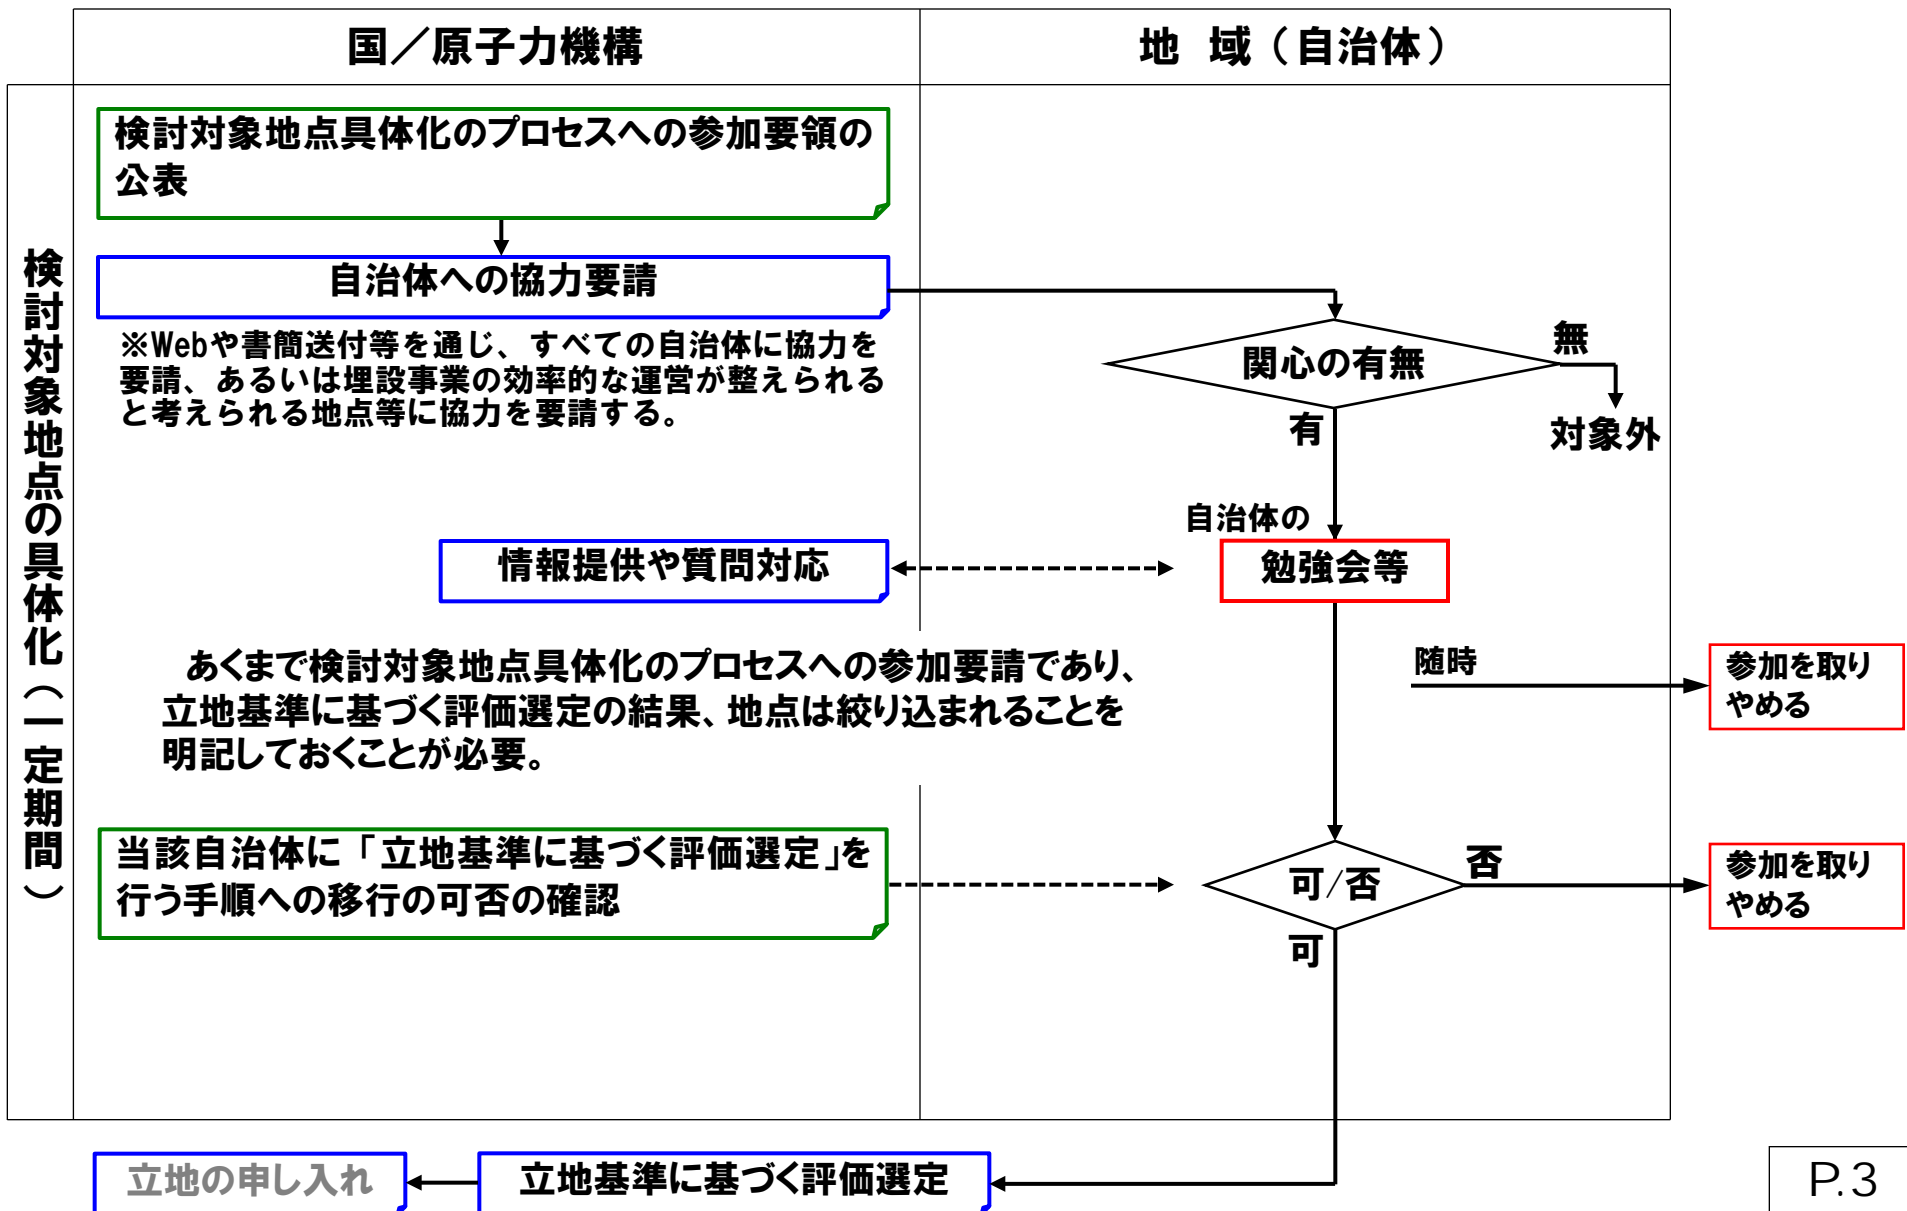 国／原子力機構
地 域（自治体）
検討対象地点の具体化（一定期間）
検討対象地点具体化のプロセスへの参加要領の
公表
自治体への協力要請
※Webや書簡送付等を通じ、すべての自治体に協力を
要請、あるいは埋設事業の効率的な運営が整えられる
と考えられる地点等に協力を要請する。
関心の有無
無
対象外
有
自治体の
勉強会等
情報提供や質問対応
あくまで検討対象地点具体化のプロセスへの参加要請であり、
立地基準に基づく評価選定の結果、地点は絞り込まれることを
明記しておくことが必要。
随時
参加を取り
やめる
当該自治体に「立地基準に基づく評価選定」を
行う手順への移行の可否の確認
可/否
否
参加を取り
やめる
可
立地の申し入れ
立地基準に基づく評価選定
P.3